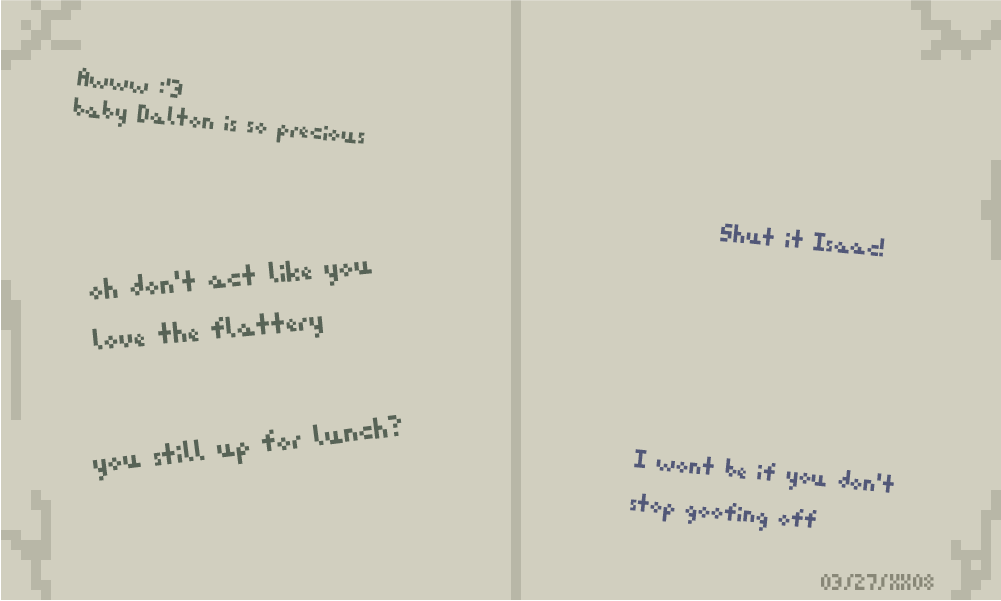 Awww :'3
baby Dalton is so precious
Shut it Isaac!
oh don't act like you
love the flattery
you still up for lunch?
I wont be if you don't
stop goofing off
03/27/XX08